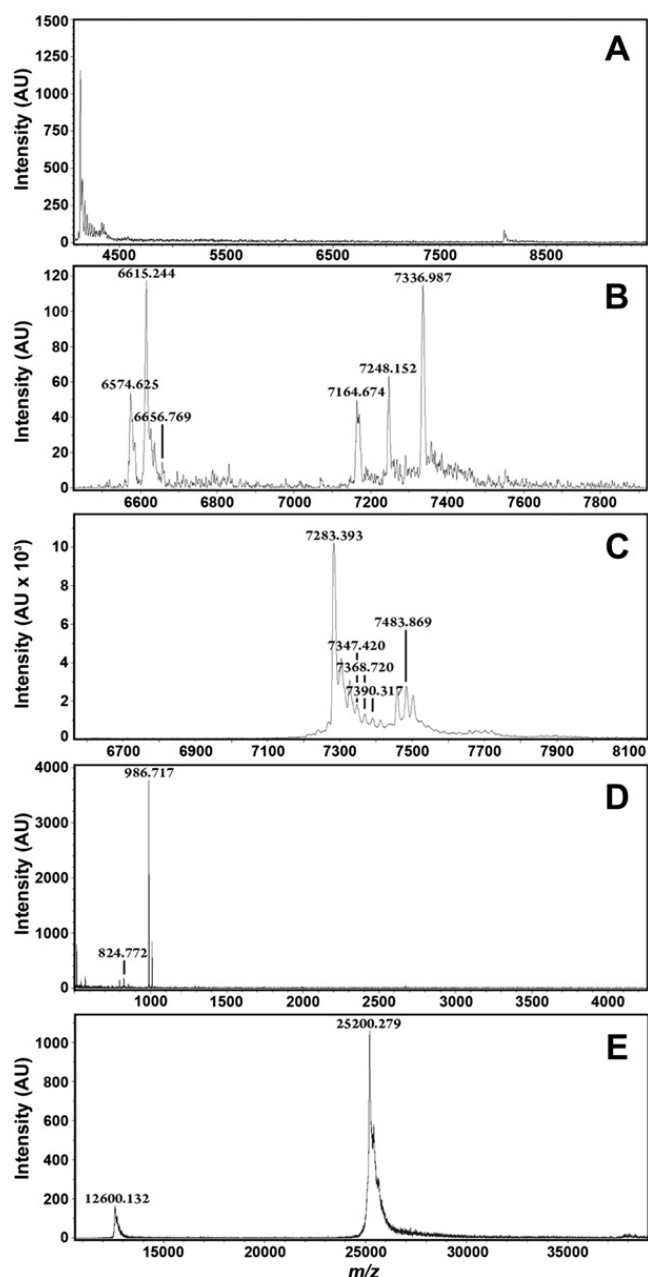 A
Intensity (AU)
1500
1250
1000
750
500
250
0
4500 5500 6500 7500 8500
B
Intensity (AU)
120
100
80
60
40
20
0
6615.244
7336.987
7248.152
6574.625
7164.674
6656.769
6600 6800 7000 7200 7400 7600 7800
C
Intensity (AU x 10³)
10
8
6
4
2
0
7283.393
7483.869
7347.420
7368.720
7390.317
6700 6900 7100 7300 7500 7700 7900 8100
D
Intensity (AU)
4000
3000
2000
1000
0
986.717
824.772
1000 1500 2000 2500 3000 3500 4000
E
Intensity (AU)
1000
800
600
400
200
0
25200.279
12600.132
15000 20000 25000 30000 35000
m/z